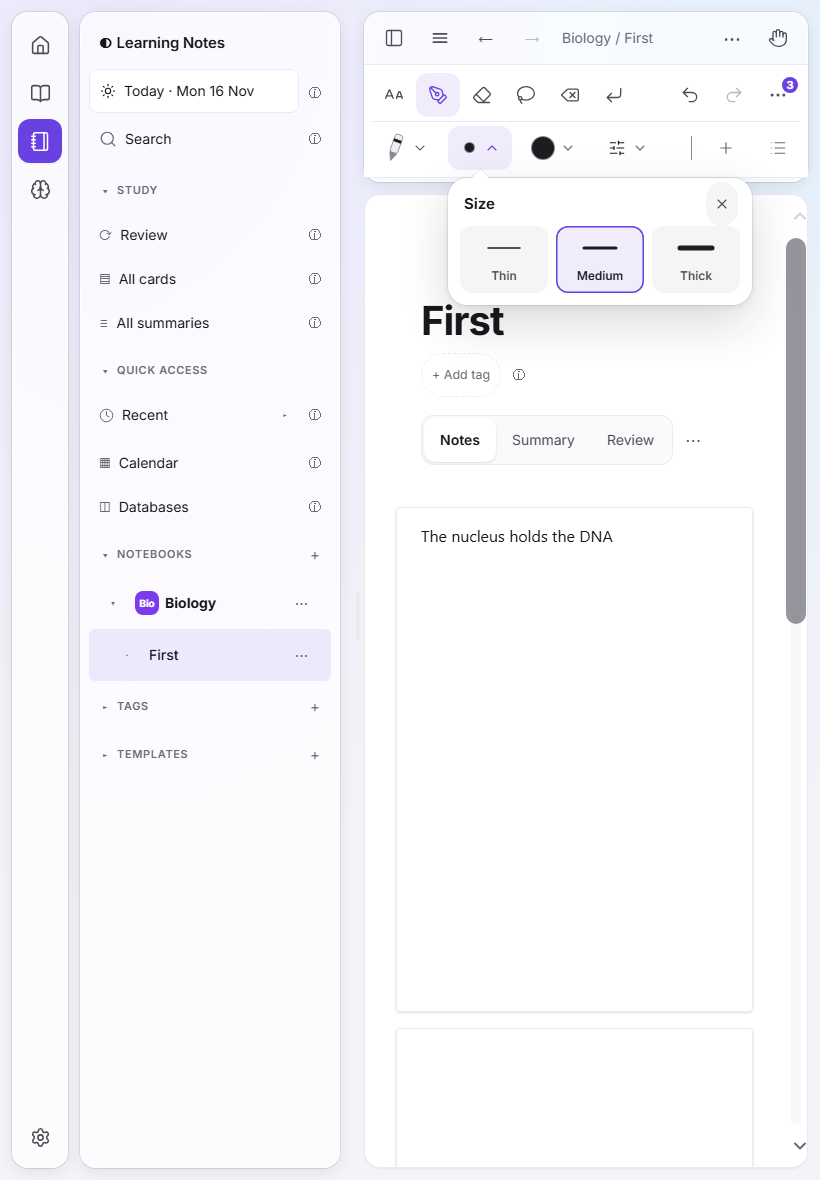 Learning Notes
Today · Mon 16 Nov
Search
STUDY
Review
All cards
All summaries
QUICK ACCESS
Recent
Calendar
Databases
NOTEBOOKS
Bio Biology
First
TAGS
TEMPLATES
Biology / First
AA
3
Size
Thin Medium Thick
First
+ Add tag
Notes Summary Review
The nucleus holds the DNA